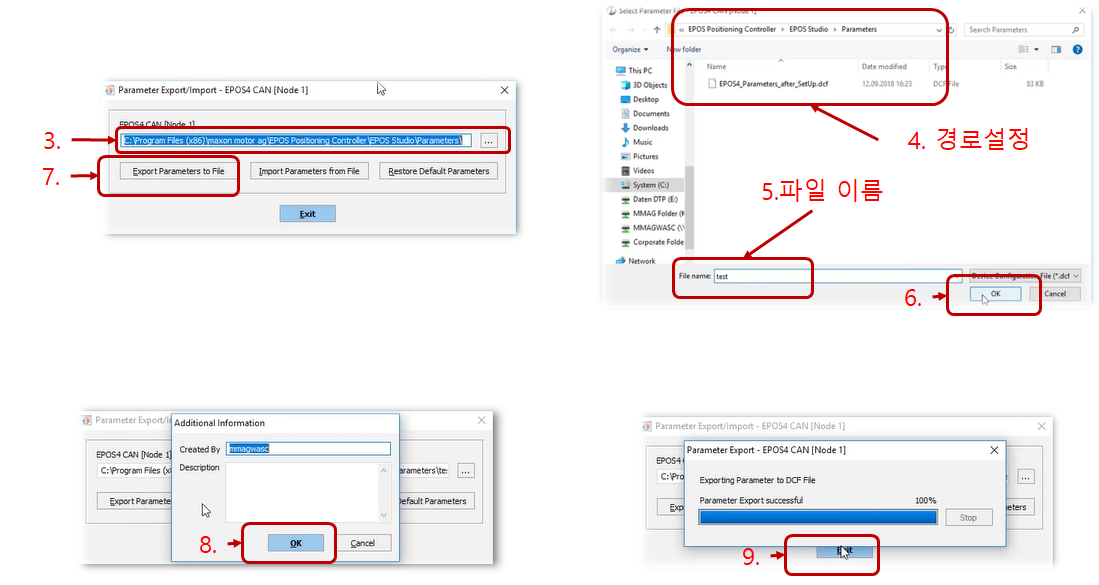 Select Parameter File - EPOS4 CAN [Node 1]
« EPOS Positioning Controller › EPOS Studio › Parameters
Search Parameters
Organize
New folder
This PC
3D Objects
Desktop
Documents
Downloads
Music
Pictures
Videos
System (C:)
Daten DTP (E:)
MMAG Folder (K
MMAGWASC (\\
Corporate Folde
Network
Name Date modified Type Size
EPOS4_Parameters_after_SetUp.dcf 12.09.2018 16:23 DCF File 83 KB
4. 경로설정
5.파일 이름
File name: test
Device Configuration File (*.dcf
6.
OK Cancel
Parameter Export/Import - EPOS4 CAN [Node 1]
EPOS4 CAN [Node 1]
3.
C:\Program Files (x86)\maxon motor ag\EPOS Positioning Controller\EPOS Studio\Parameters\
...
7.
Export Parameters to File Import Parameters from File Restore Default Parameters
Exit
Parameter Export/I
[Node 1]
EPOS4 CAN [Node 1]
C:\Program Files (x8
arameters\te
...
Export Paramete
efault Parameters
Additional Information
Created By mmagwasc
Description
8.
OK Cancel
Parameter Export/Import - EPOS4 CAN [Node 1]
EPOS4
C:\Pro
...
Exp
meters
Parameter Export - EPOS4 CAN [Node 1]
Exporting Parameter to DCF File
Parameter Export successful 100%
Stop
9.
Exit